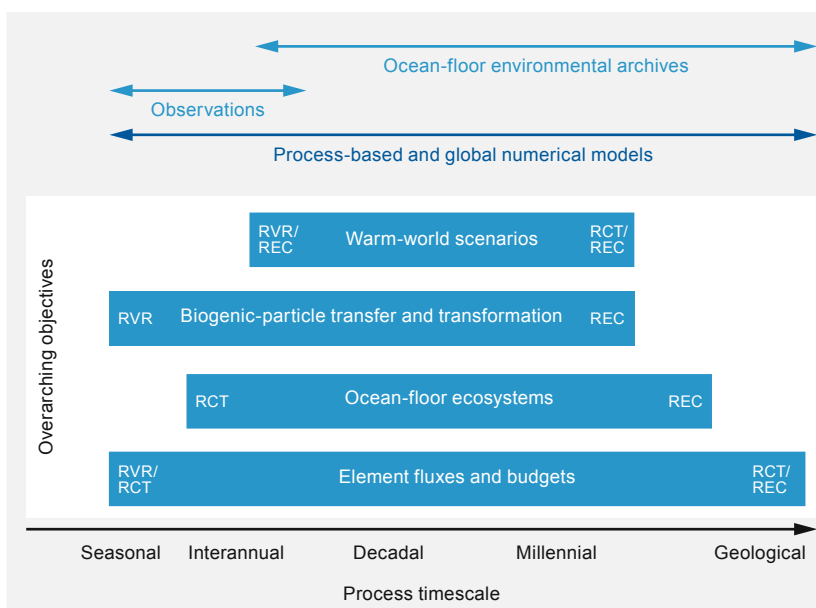 Ocean-floor environmental archives
Observations
Process-based and global numerical models
Overarching objectives
RVR/
REC
Warm-world scenarios
RCT/
REC
RVR
Biogenic-particle transfer and transformation
REC
RCT
Ocean-floor ecosystems
REC
RVR/
RCT
Element fluxes and budgets
RCT/
REC
Seasonal
Interannual
Decadal
Millennial
Geological
Process timescale